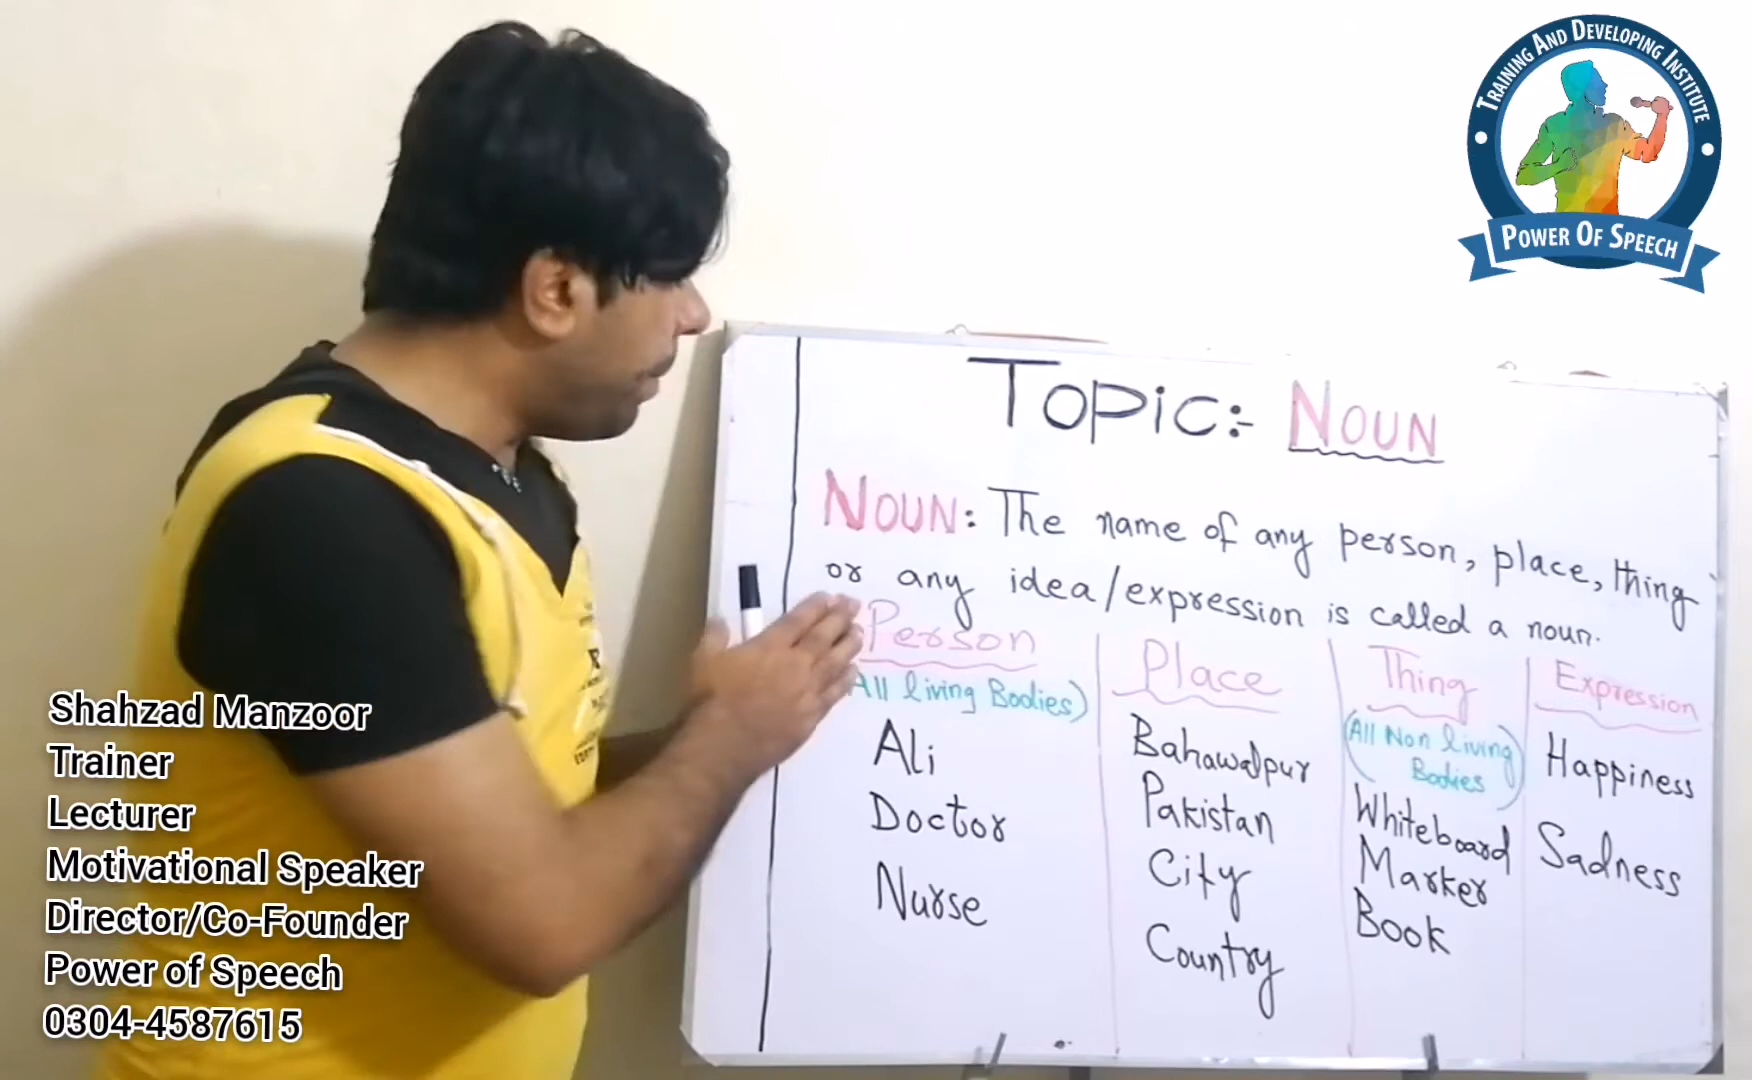 TRAINING AND DEVELOPING INSTITUTE
POWER OF SPEECH
Topic:- NOUN
NOUN: The name of any person, place, thing
or any idea/expression is called a noun.
Person
All living Bodies)
Ali
Doctor
Nurse
Place
Bahawalpur
Pakistan
City
Country
Thing
(All Non living
Bodies)
Whiteboard
Marker
Book
Expression
Happiness
Sadness
Shahzad Manzoor
Trainer
Lecturer
Motivational Speaker
Director/Co-Founder
Power of Speech
0304-4587615